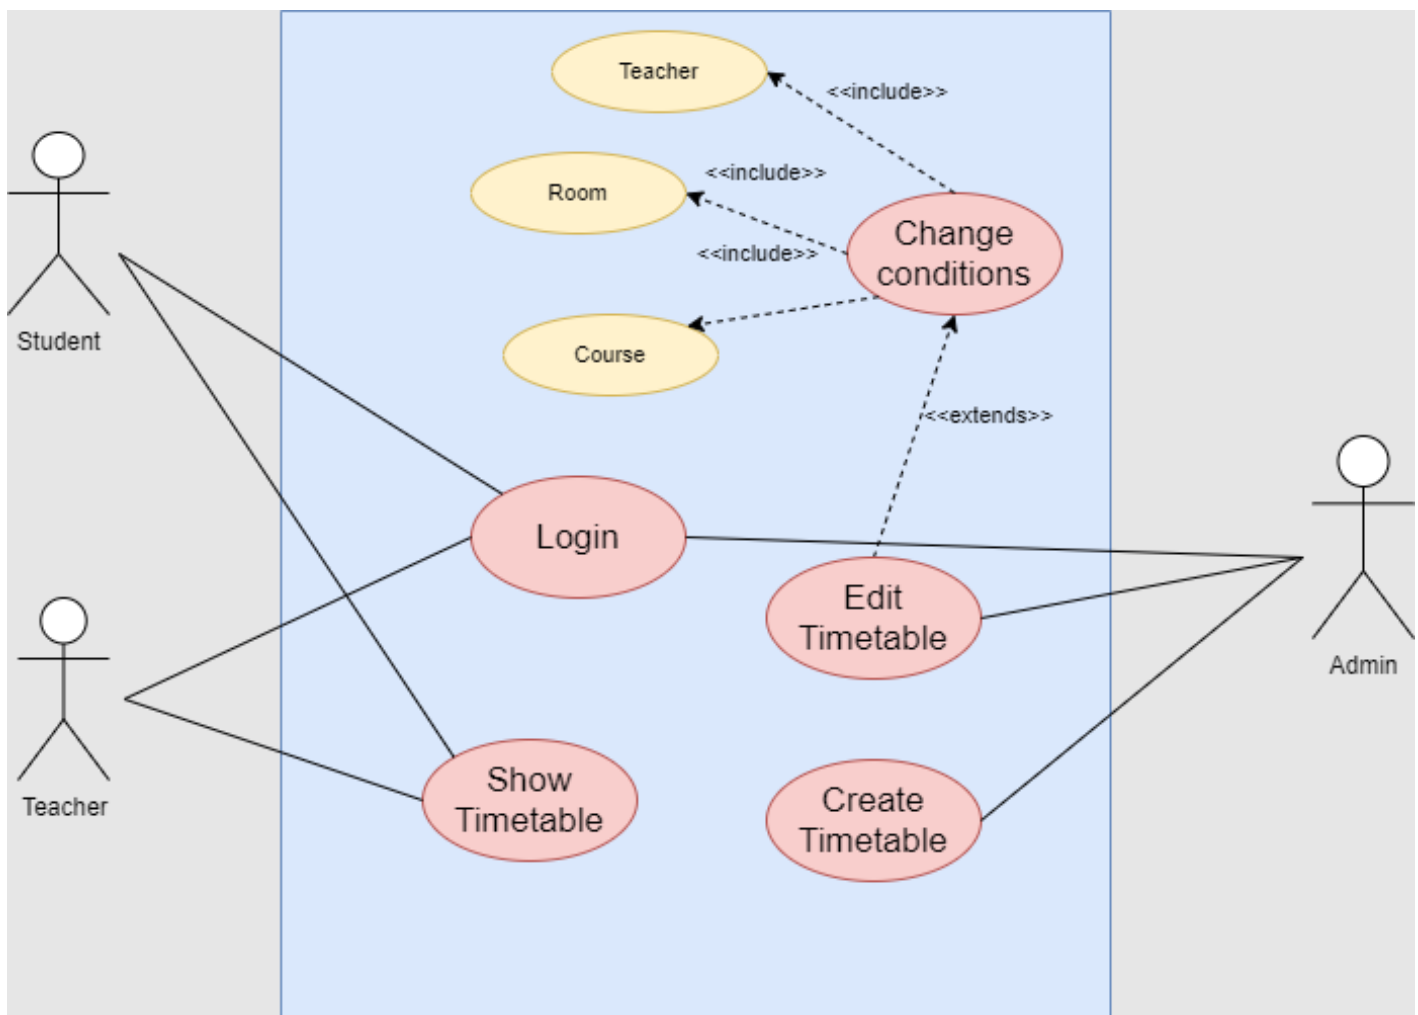 Teacher
<<include>>
<<include>>
Room
Change
conditions
<<include>>
Student
Course
<<extends>>
Login
Edit
Timetable
Admin
Show
Timetable
Create
Timetable
Teacher